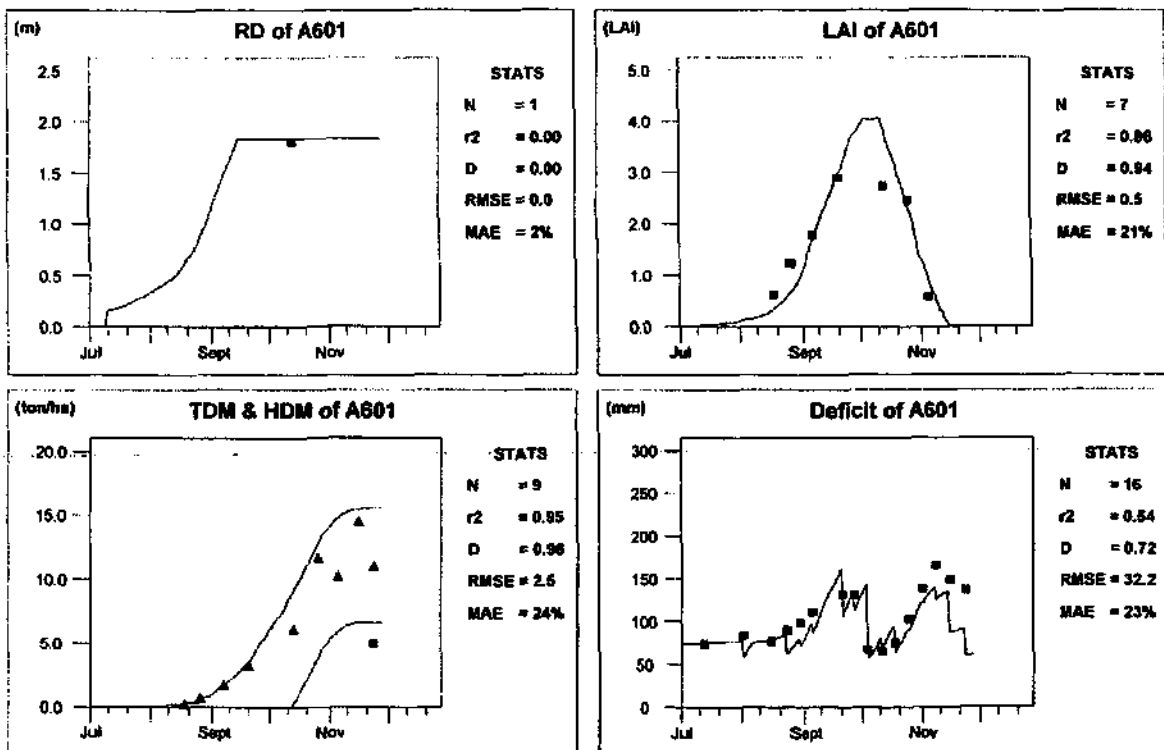 (m)
RD of A601
2.5
2.0
1.5
1.0
0.5
0.0
Jul
Sept
Nov
STATS
N = 1
r2 = 0.00
D = 0.00
RMSE = 0.0
MAE = 2%
(LAI)
LAI of A601
5.0
4.0
3.0
2.0
1.0
0.0
Jul
Sept
Nov
STATS
N = 7
r2 = 0.86
D = 0.94
RMSE = 0.5
MAE = 21%
(ton/ha)
TDM & HDM of A601
20.0
15.0
10.0
5.0
0.0
Jul
Sept
Nov
STATS
N = 9
r2 = 0.95
D = 0.96
RMSE = 2.5
MAE = 24%
(mm)
Deficit of A601
300
250
200
150
100
50
0
Jul
Sept
Nov
STATS
N = 16
r2 = 0.54
D = 0.72
RMSE = 32.2
MAE = 23%